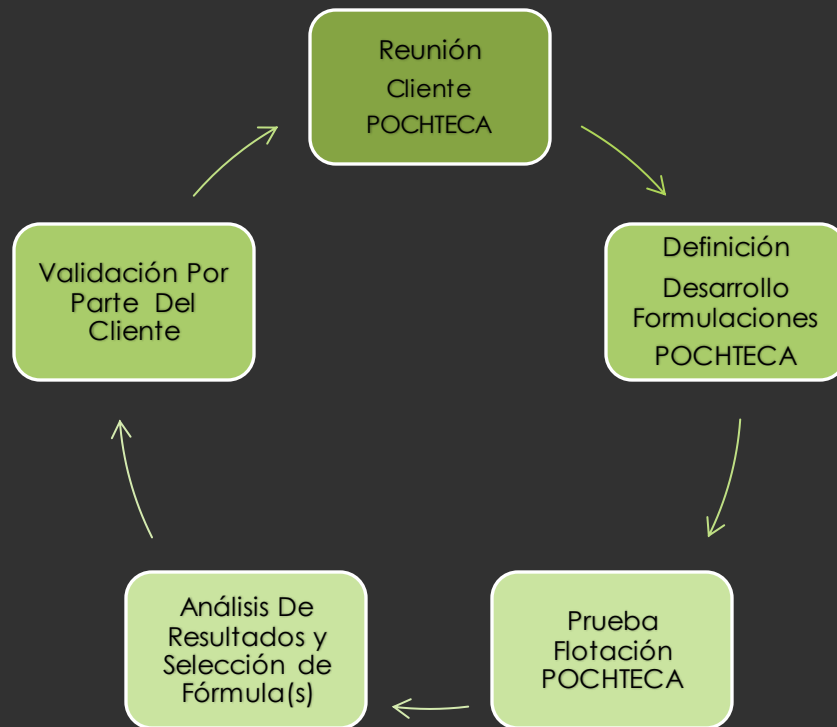 Reunión
Cliente
POCHTECA
Definición
Desarrollo
Formulaciones
POCHTECA
Prueba
Flotación
POCHTECA
Análisis De
Resultados y
Selección de
Fórmula(s)
Validación Por
Parte Del
Cliente